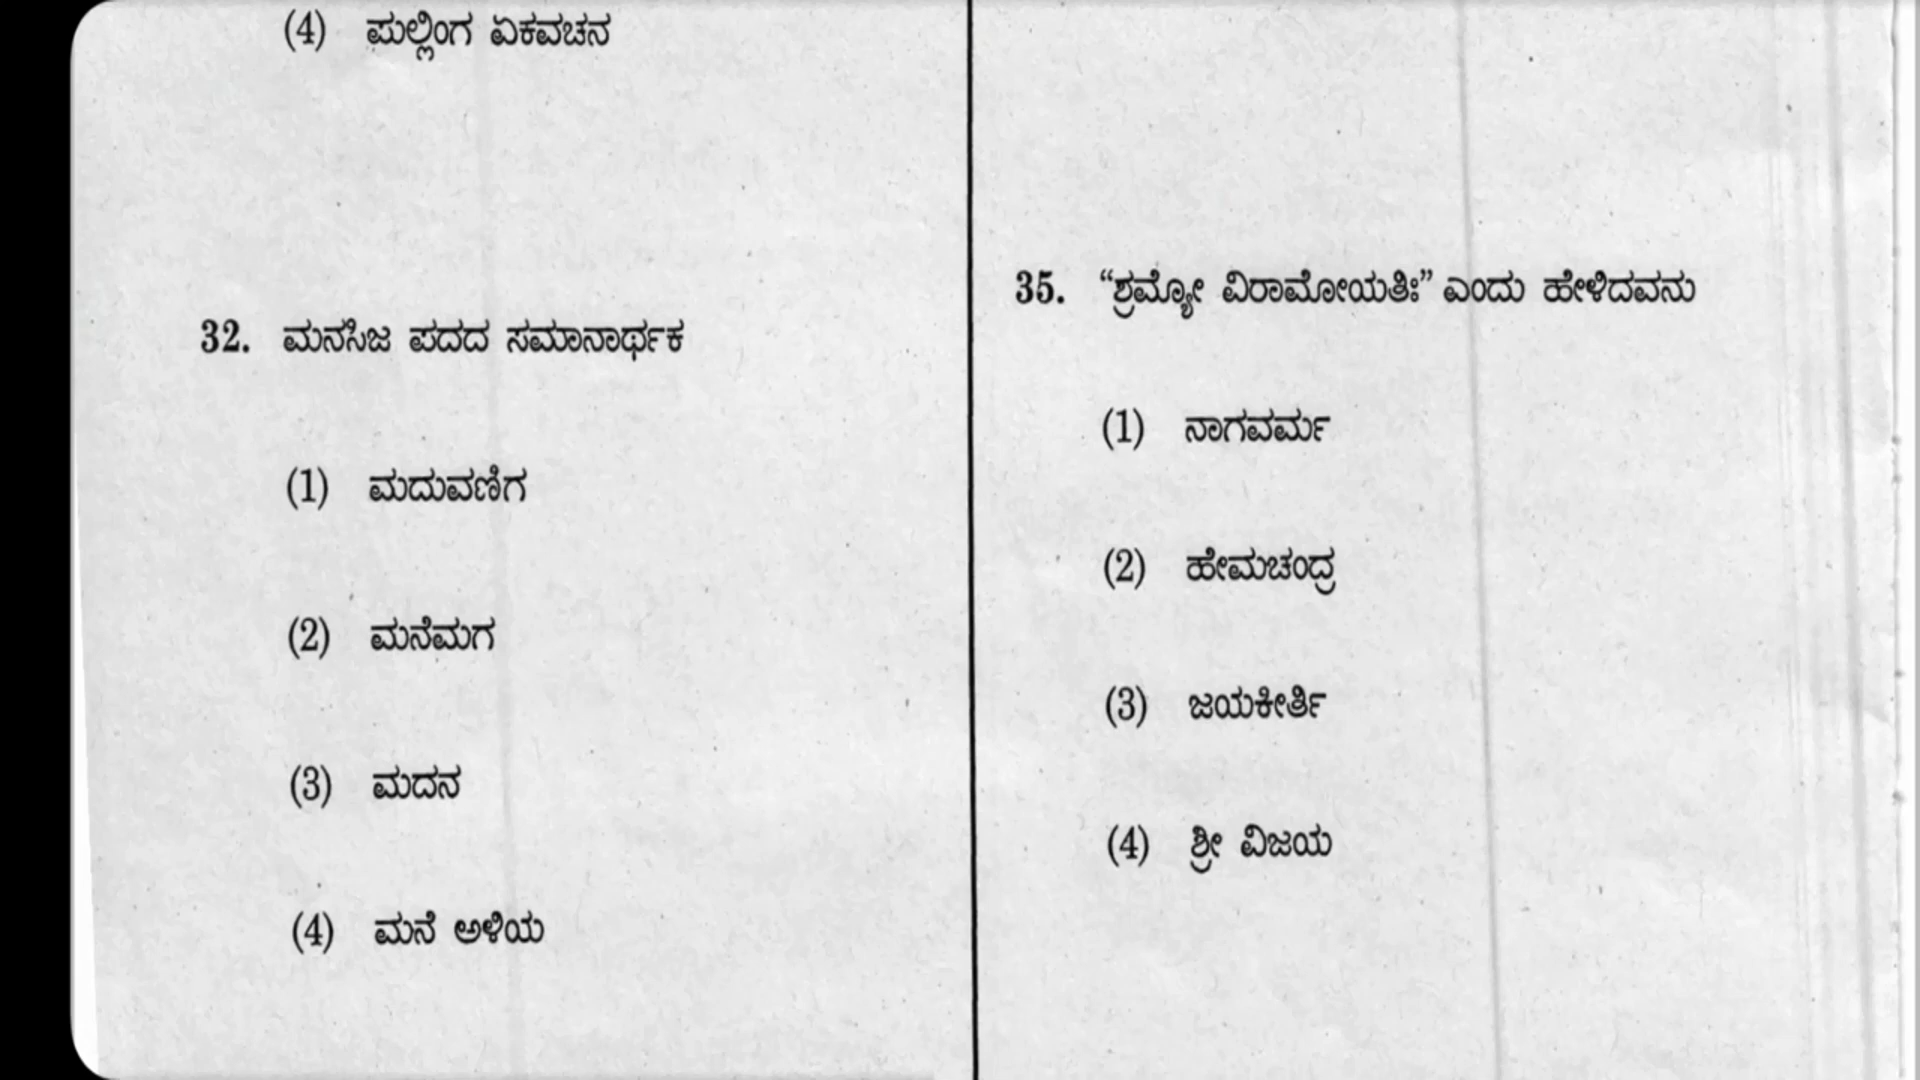 (4) ಪುಲ್ಲಿಂಗ ಏಕವಚನ
32. ಮನಸಿಜ ಪದದ ಸಮಾನಾರ್ಥಕ
(1) ಮದುವಣಿಗ
(2) ಮನೆಮಗ
(3) ಮದನ
(4) ಮನೆ ಅಳಿಯ
35. “ಶ್ರಮ್ಯೋ ವಿರಾಮೋಯತಿಃ” ಎಂದು ಹೇಳಿದವನು
(1) ನಾಗವರ್ಮ
(2) ಹೇಮಚಂದ್ರ
(3) ಜಯಕೀರ್ತಿ
(4) ಶ್ರೀ ವಿಜಯ